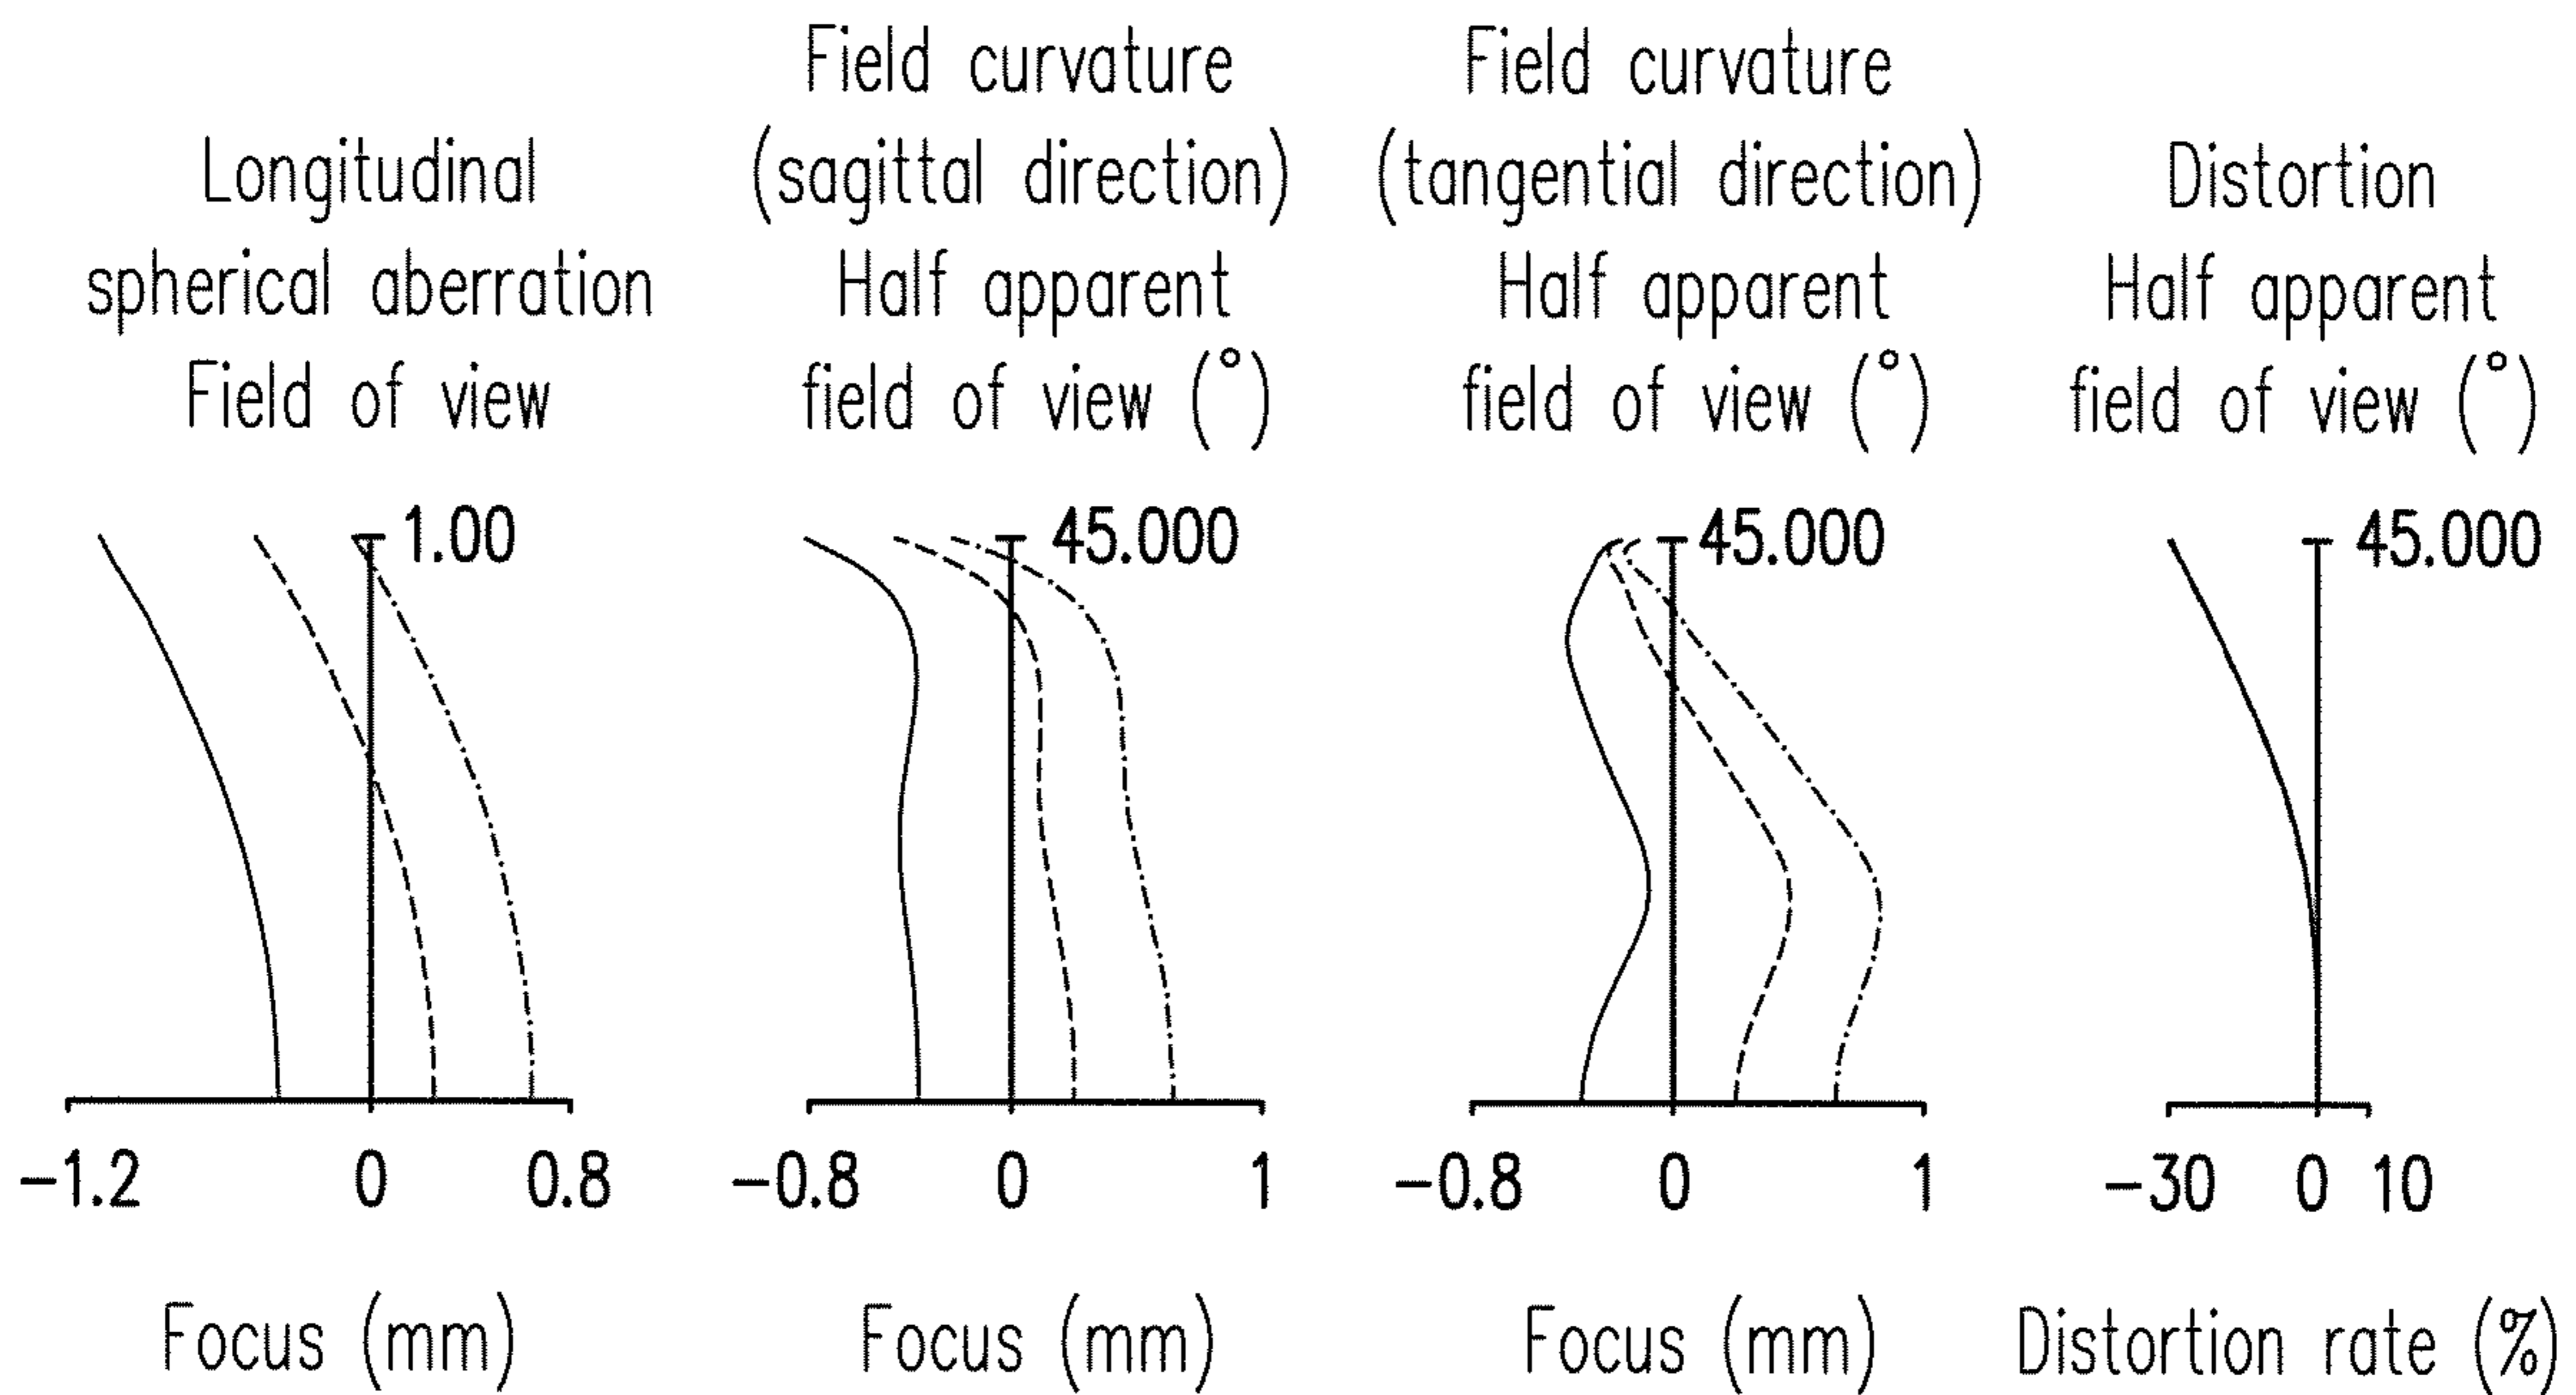 Longitudinal
spherical aberration
Field of view
1.00
-1.2 0 0.8
Focus (mm)
Field curvature
(sagittal direction)
Half apparent
field of view (°)
45.000
-0.8 0 1
Focus (mm)
Field curvature
(tangential direction)
Half apparent
field of view (°)
45.000
-0.8 0 1
Focus (mm)
Distortion
Half apparent
field of view (°)
45.000
-30 0 10
Distortion rate (%)